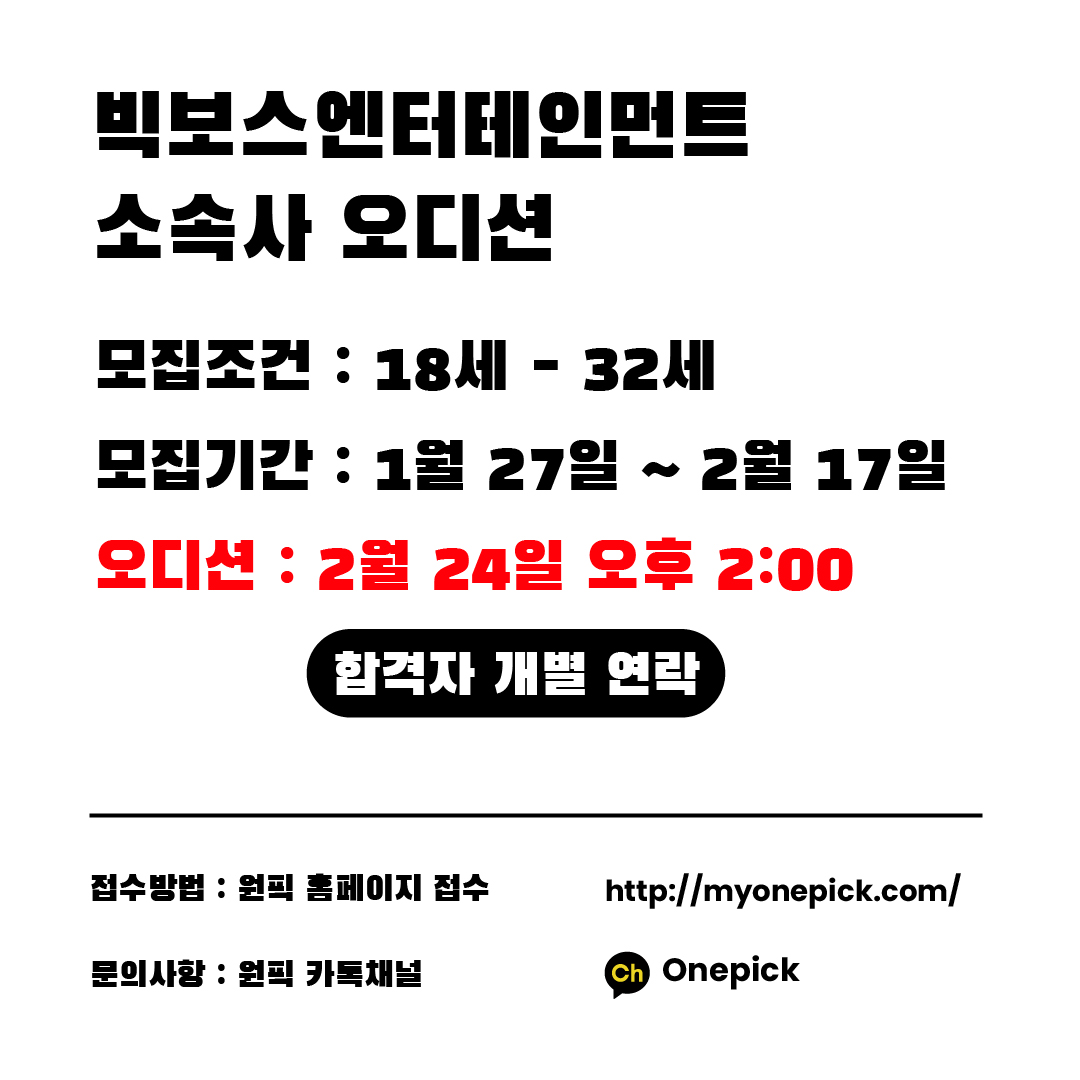 빅보스엔터테인먼트
소속사 오디션
모집조건 : 18세 - 32세
모집기간 : 1월 27일 ~ 2월 17일
오디션 : 2월 24일 오후 2:00
합격자 개별 연락
접수방법 : 원픽 홈페이지 접수 http://myonepick.com/
문의사항 : 원픽 카톡채널 Ch Onepick